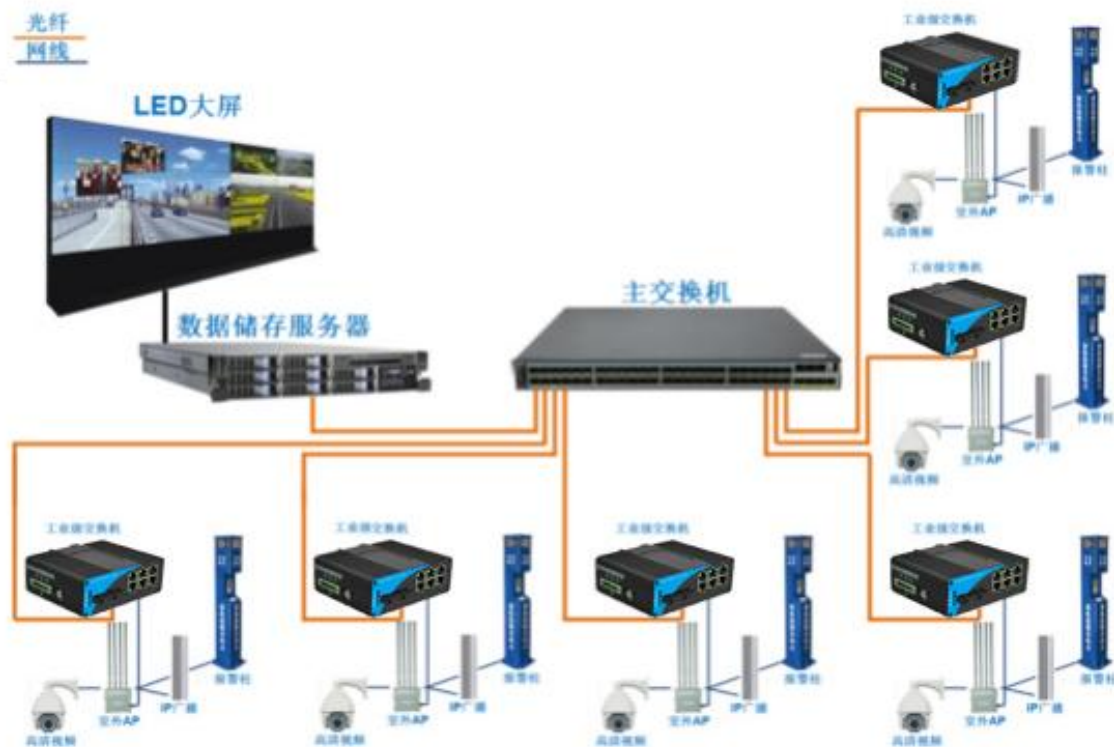 光纤
网线
LED大屏
数据储存服务器
主交换机
工业级交换机
高清视频
室外AP
IP广播
报警柱
工业级交换机
高清视频
室外AP
IP广播
报警柱
工业级交换机
高清视频
室外AP
IP广播
报警柱
工业级交换机
高清视频
室外AP
IP广播
报警柱
工业级交换机
高清视频
室外AP
IP广播
报警柱
工业级交换机
高清视频
室外AP
IP广播
报警柱